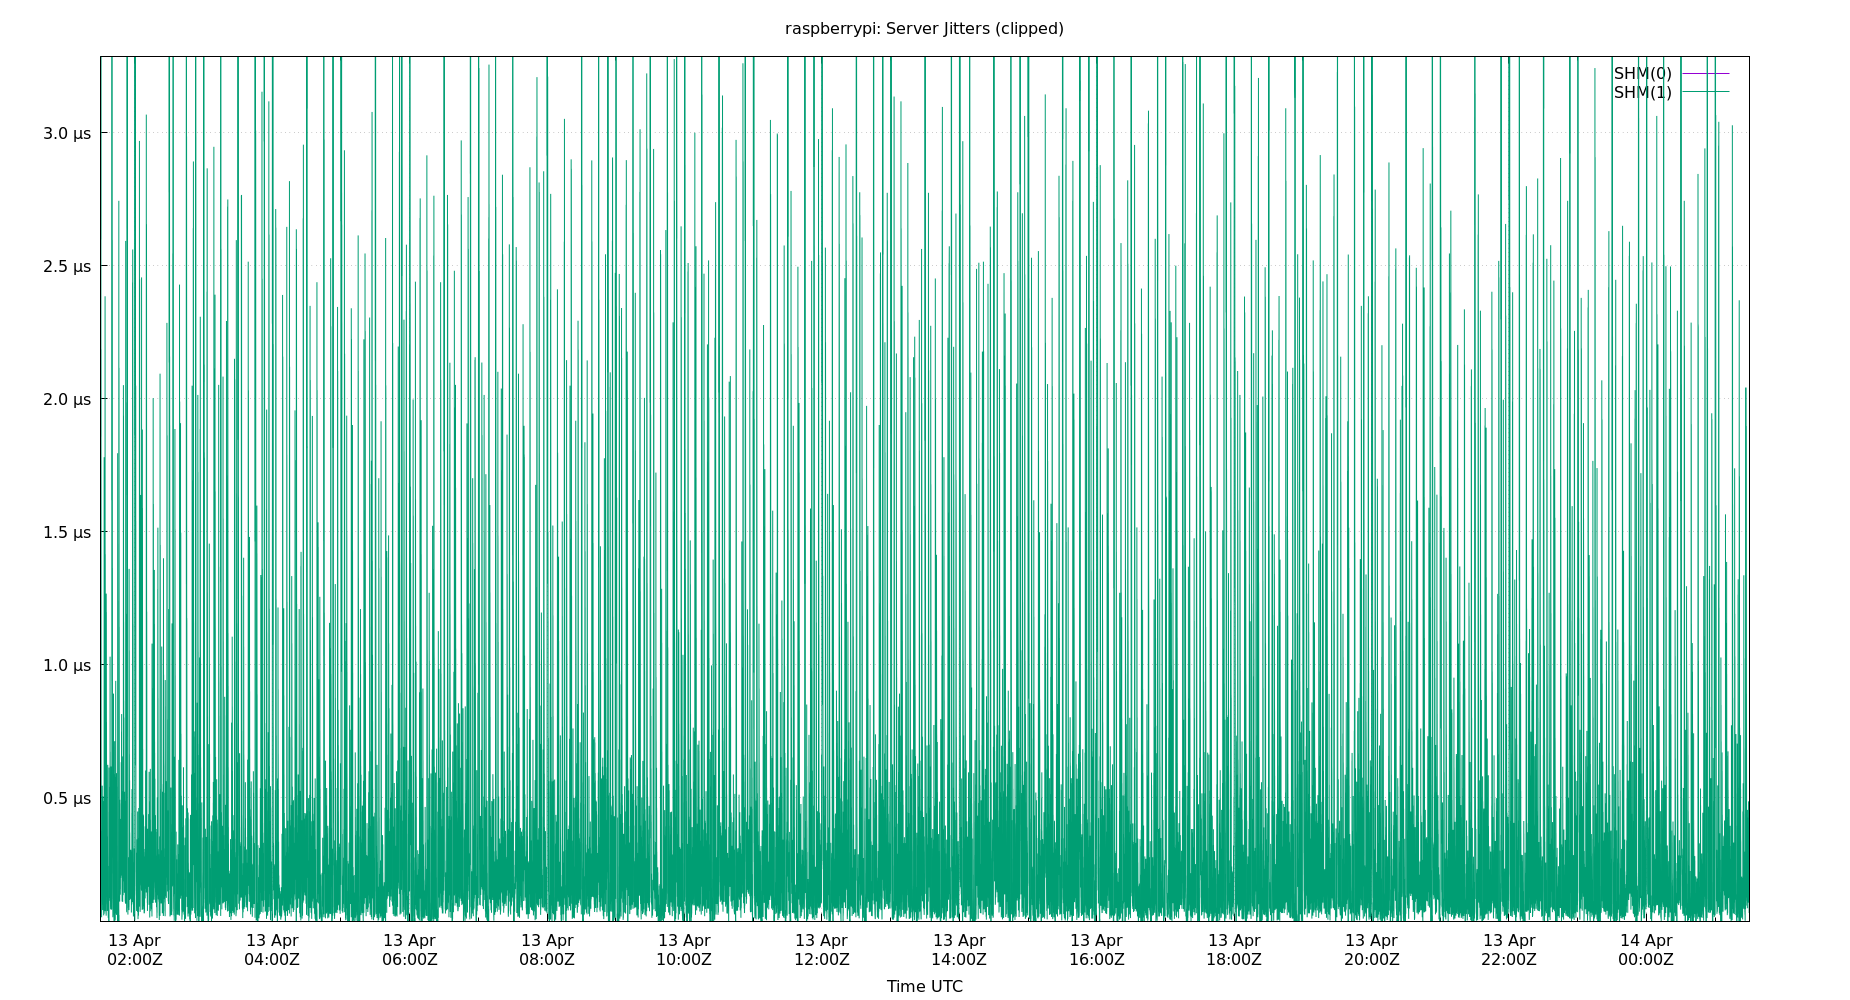 raspberrypi: Server Jitters (clipped)
SHM(0)
SHM(1)
3.0 μs
2.5 μs
2.0 μs
1.5 μs
1.0 μs
0.5 μs
13 Apr 13 Apr 13 Apr 13 Apr 13 Apr 13 Apr 13 Apr 13 Apr 13 Apr 13 Apr 13 Apr 14 Apr
02:00Z 04:00Z 06:00Z 08:00Z 10:00Z 12:00Z 14:00Z 16:00Z 18:00Z 20:00Z 22:00Z 00:00Z
Time UTC